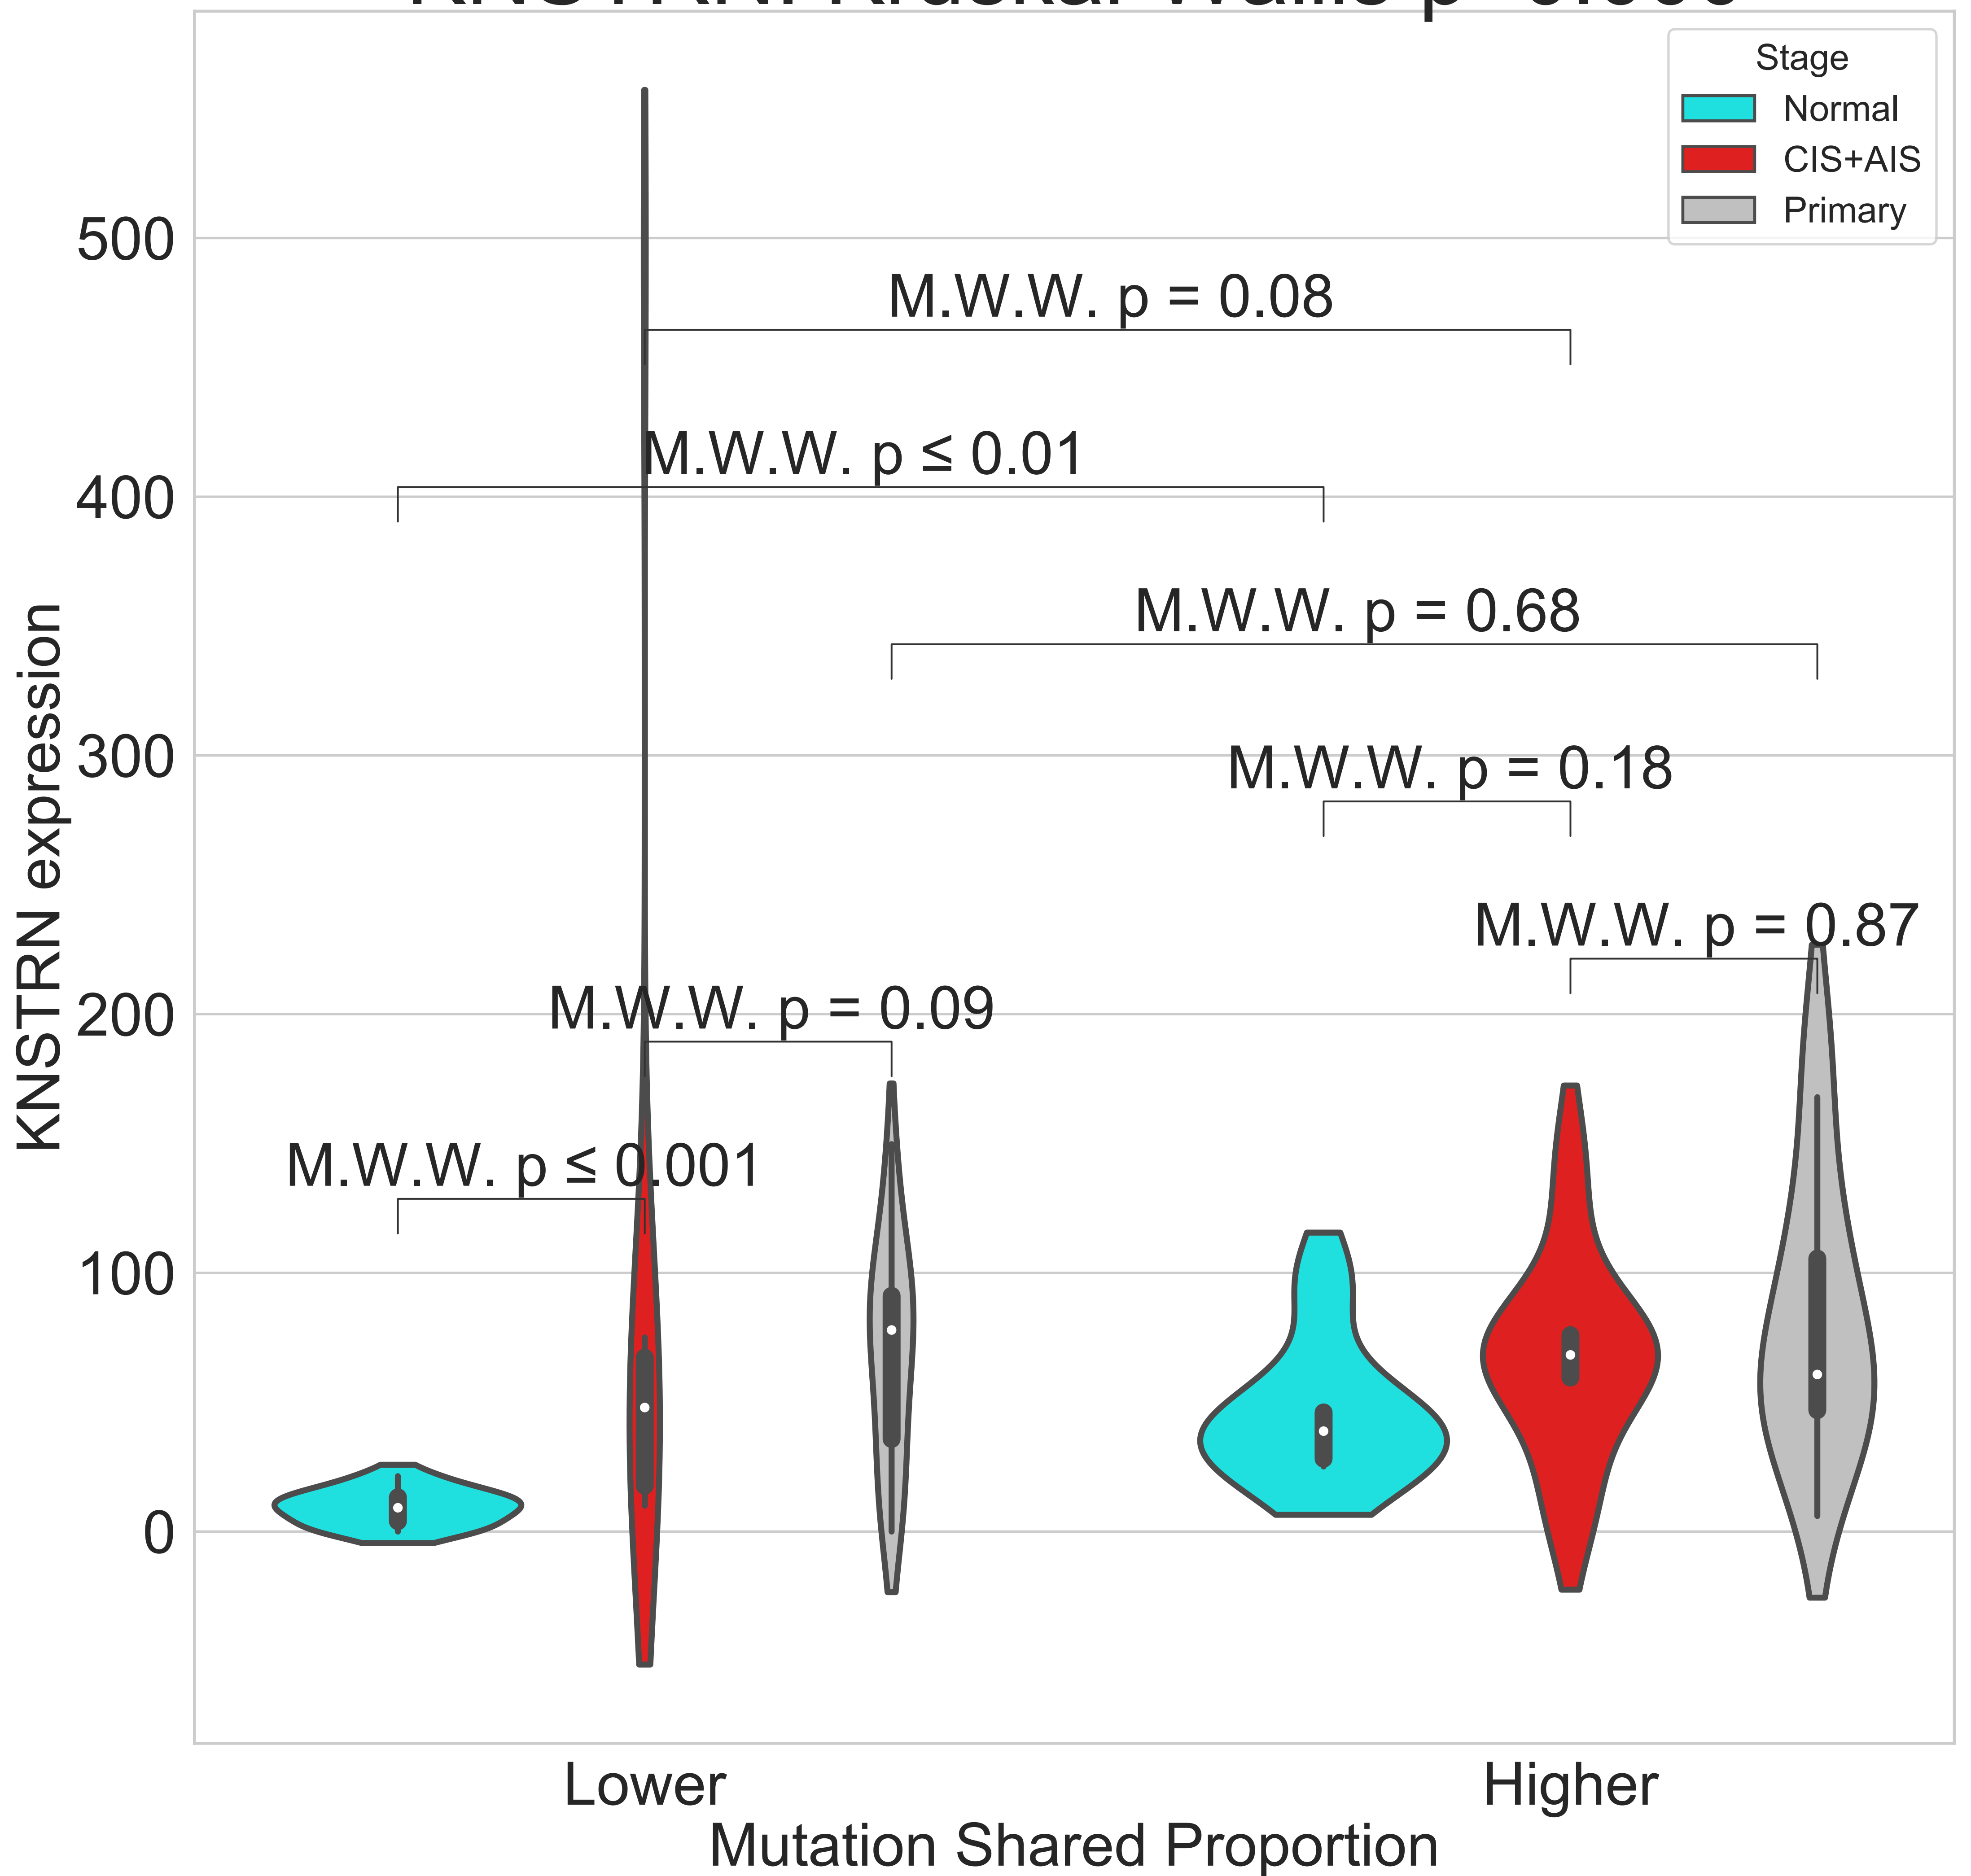 Stage
Normal
CIS+AIS
Primary
500
400
300
200
100
0
KNSTRN expression
M.W.W. p = 0.08
M.W.W. p ≤ 0.01
M.W.W. p = 0.68
M.W.W. p = 0.18
M.W.W. p = 0.87
M.W.W. p = 0.09
M.W.W. p ≤ 0.001
Lower
Higher
Mutation Shared Proportion